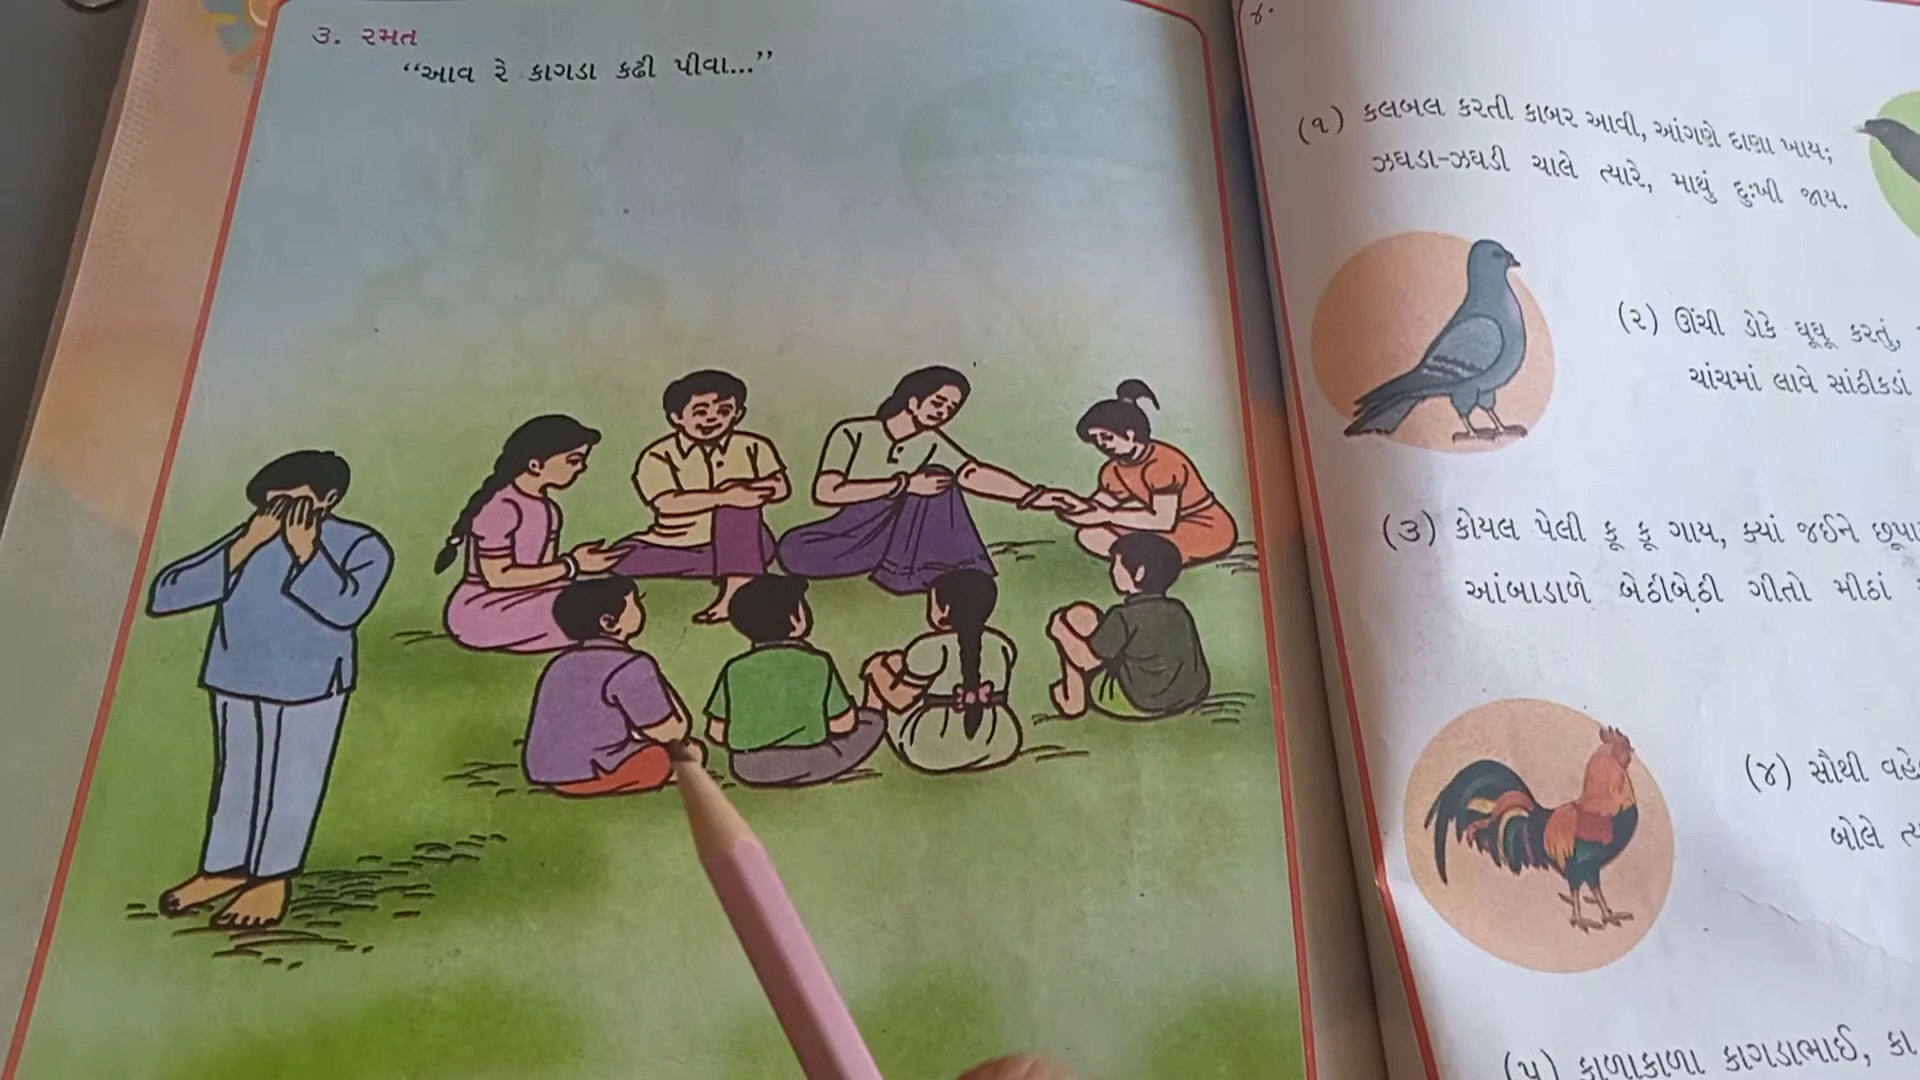 ૩. રમત
“આવ રે કાગડા કઢી પીવા...”
૪.
(૧) કલબલ કરતી કાબર આવી, આંગણે દાણા ખાય;
ઝઘડા-ઝઘડી ચાલે ત્યારે, માથું દુઃખી જાય.
(૨) ઊંચી ડોકે ઘૂઘૂ કરતું,
ચાંચમાં લાવે સાંઠીકડાં
(૩) કોયલ પેલી કૂ કૂ ગાય, ક્યાં જઈને
આંબાડાળે બેઠીબેઠી ગીતો મીઠાં
(૪) સૌથી
બોલે
(૫) કાળાકાળા કાગડાભાઈ,